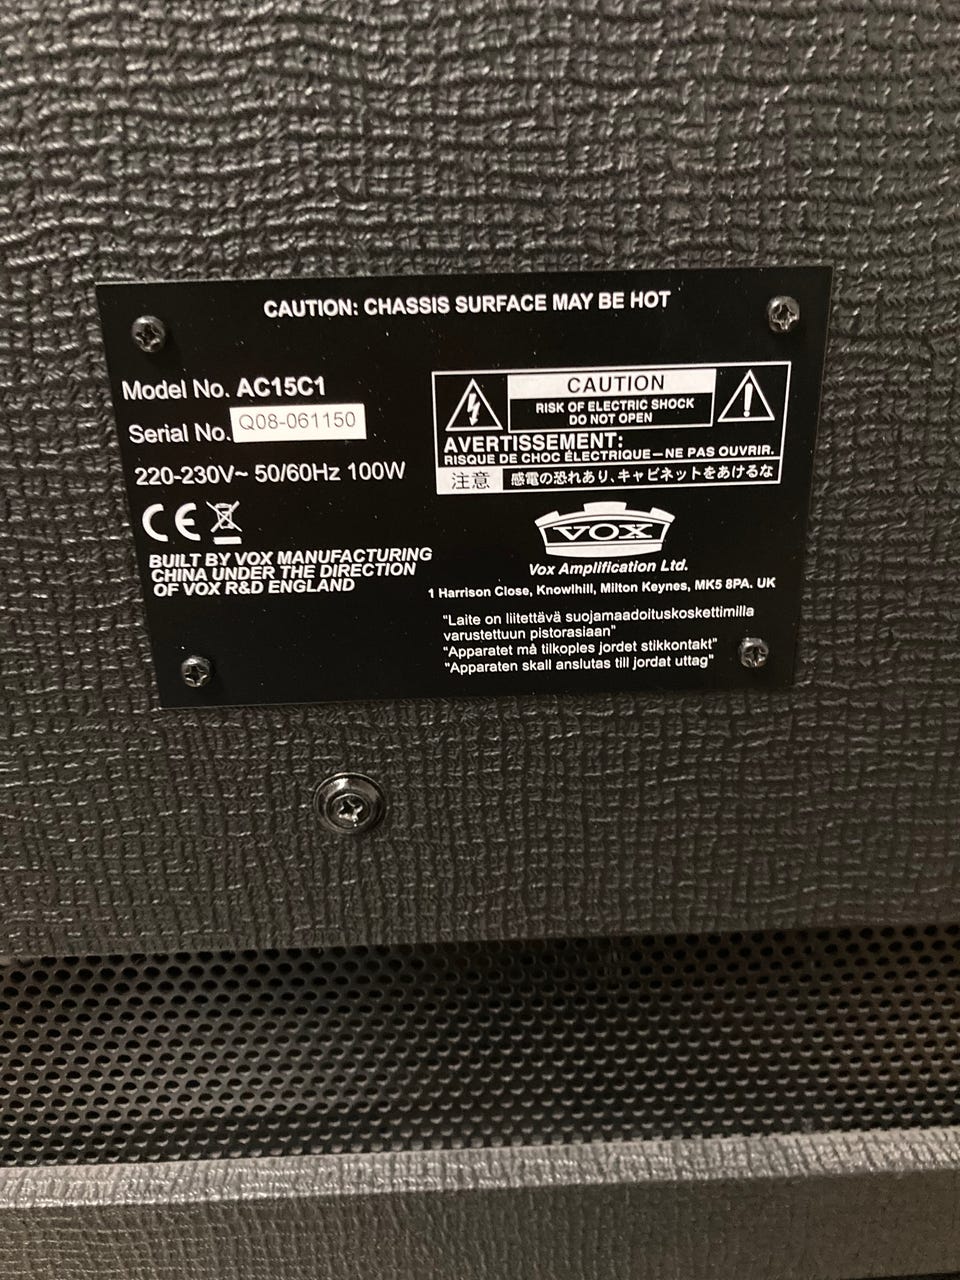 CAUTION: CHASSIS SURFACE MAY BE HOT
Model No. AC15C1
Serial No. Q08-061150
220-230V~ 50/60Hz 100W
CE
BUILT BY VOX MANUFACTURING
CHINA UNDER THE DIRECTION
OF VOX R&D ENGLAND
CAUTION
RISK OF ELECTRIC SHOCK
DO NOT OPEN
AVERTISSEMENT:
RISQUE DE CHOC ÉLECTRIQUE—NE PAS OUVRIR.
注意 感電の恐れあり、キャビネットをあけるな
VOX
Vox Amplification Ltd.
1 Harrison Close, Knowlhill, Milton Keynes, MK5 8PA. UK
"Laite on liitettävä suojamaadoituskoskettimilla
varustettuun pistorasiaan"
"Apparatet må tilkoples jordet stikkontakt"
"Apparaten skall anslutas till jordat uttag"